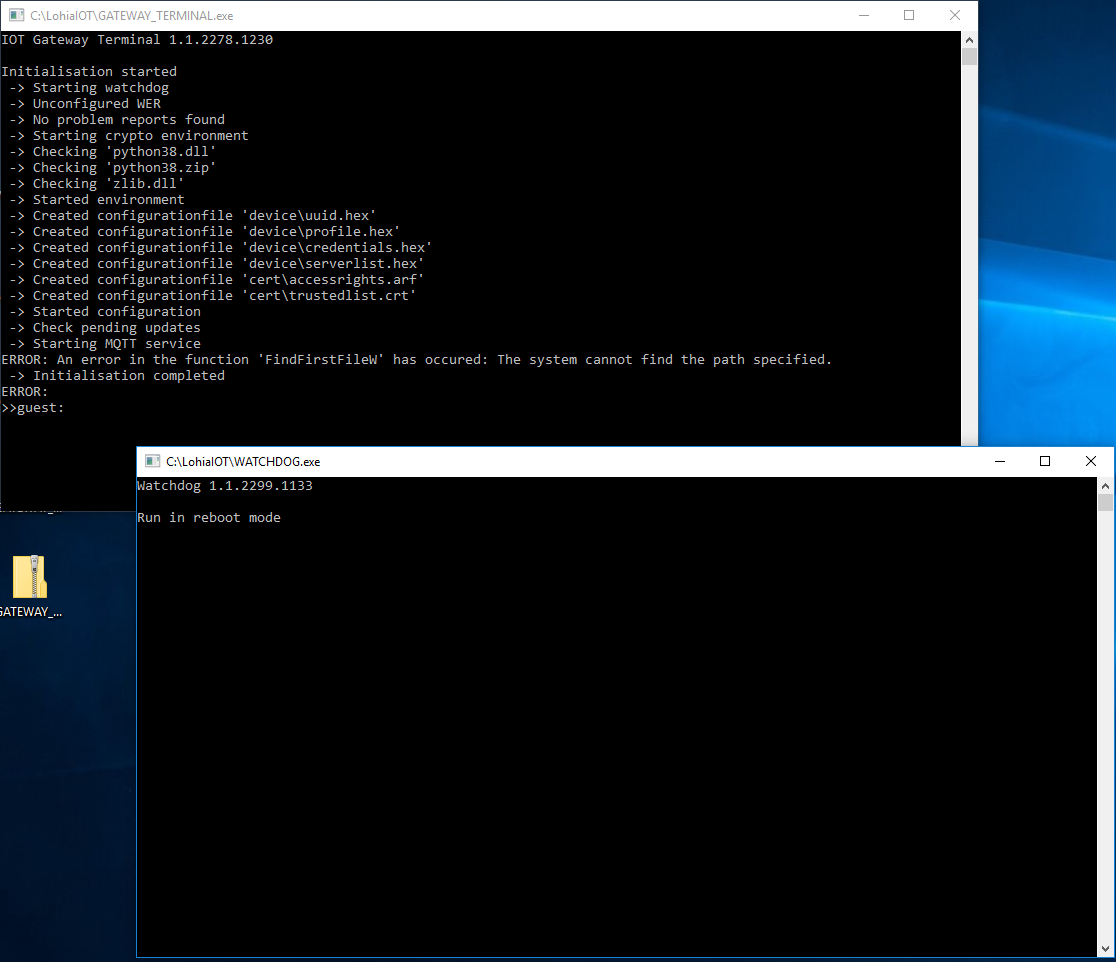 C:\LohiaIOT\GATEWAY_TERMINAL.exe
IOT Gateway Terminal 1.1.2278.1230
Initialisation started
-> Starting watchdog
-> Unconfigured WER
-> No problem reports found
-> Starting crypto environment
-> Checking 'python38.dll'
-> Checking 'python38.zip'
-> Checking 'zlib.dll'
-> Started environment
-> Created configurationfile 'device\uuid.hex'
-> Created configurationfile 'device\profile.hex'
-> Created configurationfile 'device\credentials.hex'
-> Created configurationfile 'device\serverlist.hex'
-> Created configurationfile 'cert\accessrights.arf'
-> Created configurationfile 'cert\trustedlist.crt'
-> Started configuration
-> Check pending updates
-> Starting MQTT service
ERROR: An error in the function 'FindFirstFileW' has occured: The system cannot find the path specified.
-> Initialisation completed
ERROR:
>>guest:
C:\LohiaIOT\WATCHDOG.exe
Watchdog 1.1.2299.1133
Run in reboot mode
GATEWAY_...